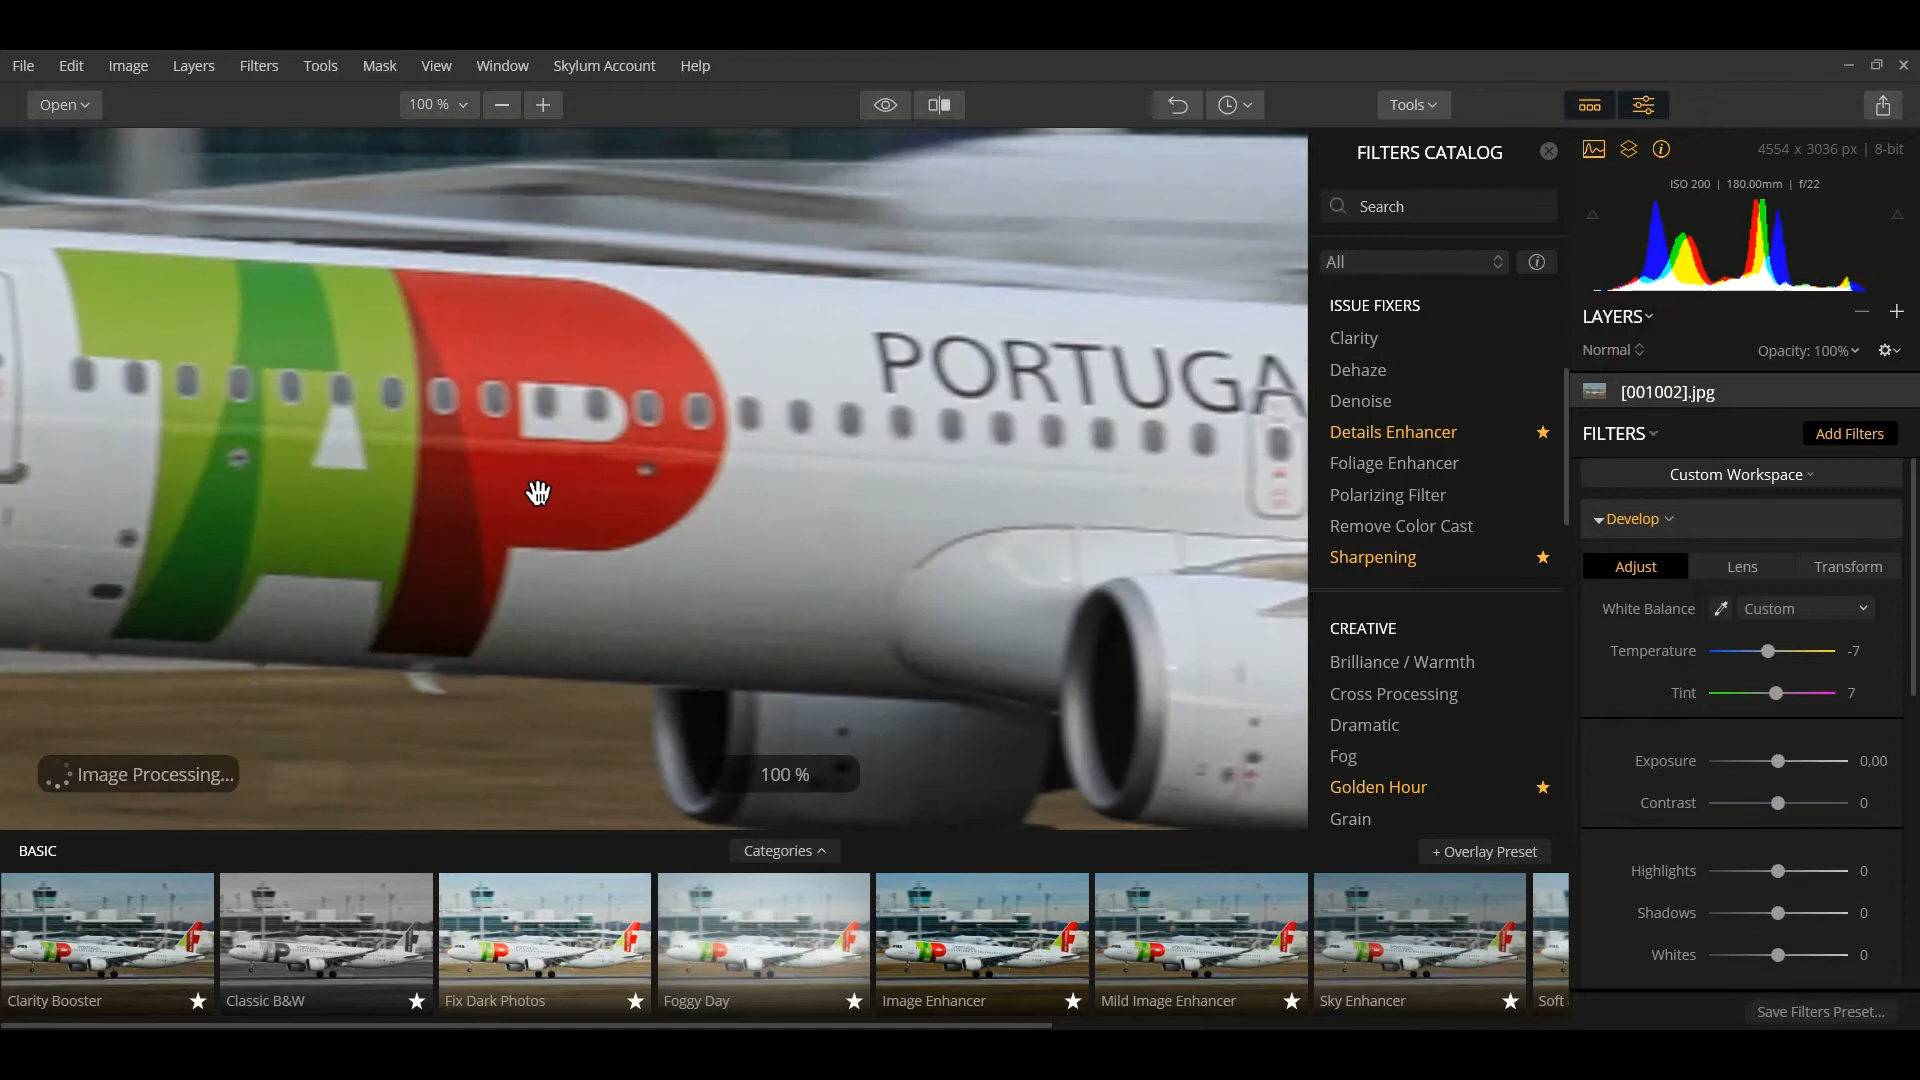 File Edit Image Layers Filters Tools Mask View Window Skylum Account Help
Open 100 % Tools
FILTERS CATALOG
4554 x 3036 px | 8-bit
ISO 200 | 180.00mm | f/22
Search
All
ISSUE FIXERS
Clarity
Dehaze
Denoise
Details Enhancer
Foliage Enhancer
Polarizing Filter
Remove Color Cast
Sharpening
CREATIVE
Brilliance / Warmth
Cross Processing
Dramatic
Fog
Golden Hour
Grain
LAYERS
Normal Opacity: 100%
[001002].jpg
FILTERS Add Filters
Custom Workspace
Develop
Adjust Lens Transform
White Balance Custom
Temperature -7
Tint 7
Exposure 0,00
Contrast 0
Highlights 0
Shadows 0
Whites 0
Save Filters Preset...
TAP PORTUGA
Image Processing... 100 %
BASIC Categories + Overlay Preset
Clarity Booster Classic B&W Fix Dark Photos Foggy Day Image Enhancer Mild Image Enhancer Sky Enhancer Soft